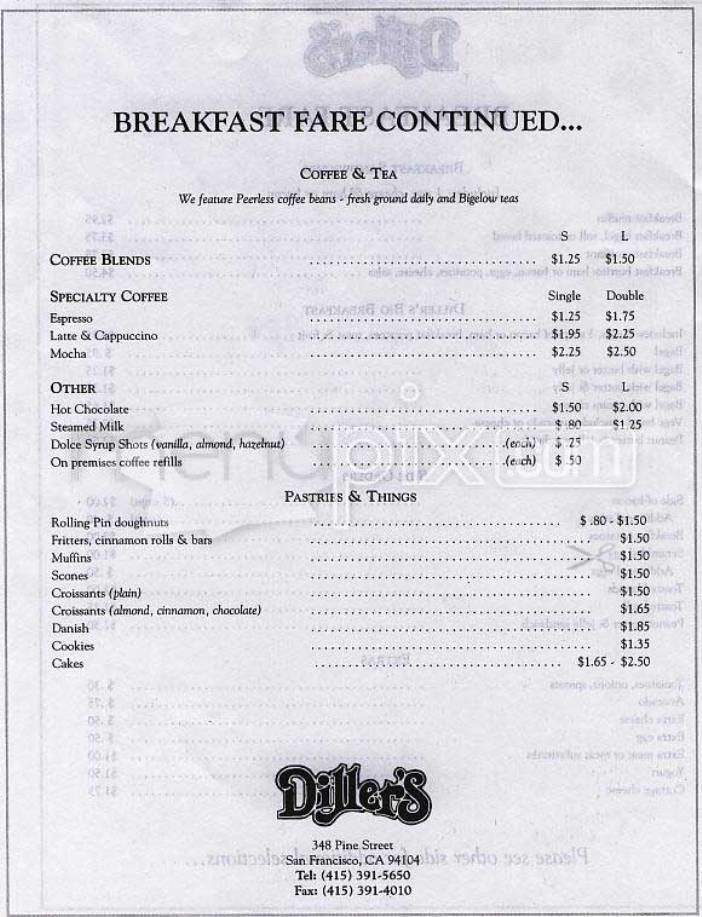 BREAKFAST FARE CONTINUED...
COFFEE & TEA
We feature Peerless coffee beans - fresh ground daily and Bigelow teas
S L
COFFEE BLENDS $1.25 $1.50
SPECIALTY COFFEE Single Double
Espresso $1.25 $1.75
Latte & Cappuccino $1.95 $2.25
Mocha $2.25 $2.50
OTHER S L
Hot Chocolate $1.50 $2.00
Steamed Milk $ .80 $1.25
Dolce Syrup Shots (vanilla, almond, hazelnut) .(each) $ .25
On premises coffee refills .(each) $ .50
menupix.com
PASTRIES & THINGS
Rolling Pin doughnuts $ .80 - $1.50
Fritters, cinnamon rolls & bars $1.50
Muffins $1.50
Scones $1.50
Croissants (plain) $1.50
Croissants (almond, cinnamon, chocolate) $1.65
Danish $1.85
Cookies $1.35
Cakes $1.65 - $2.50
Diller's
348 Pine Street
San Francisco, CA 94104
Tel: (415) 391-5650
Fax: (415) 391-4010